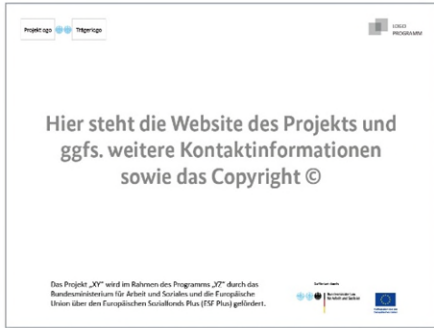 Projektlogo
Trägerlogo
LOGO
PROGRAMM
Hier steht die Website des Projekts und
ggfs. weitere Kontaktinformationen
sowie das Copyright ©
Das Projekt „XY“ wird im Rahmen des Programms „YZ“ durch das
Bundesministerium für Arbeit und Soziales und die Europäische
Union über den Europäischen Sozialfonds Plus (ESF Plus) gefördert.